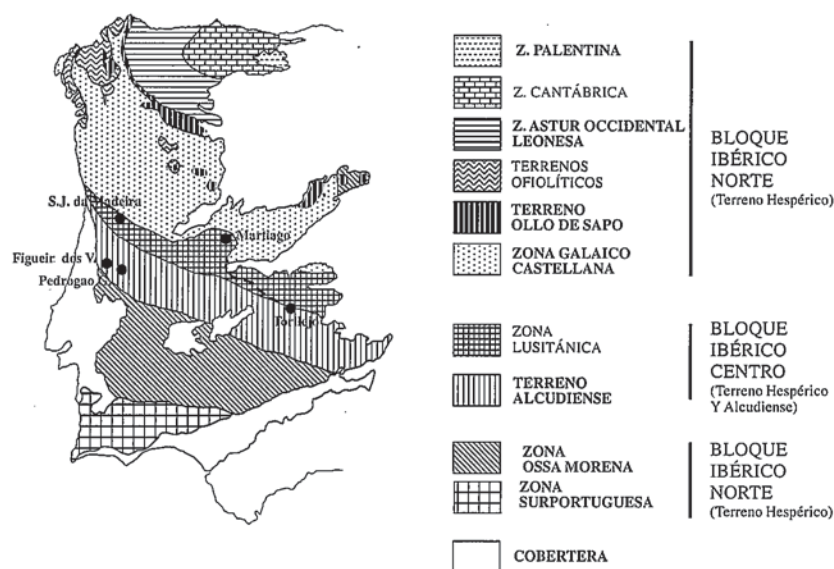 S.J. da Madeira
Martiago
Figueir. dos V.
Pedrogao
Z. PALENTINA
Z. CANTÁBRICA
Z. ASTUR OCCIDENTAL
LEONESA
TERRENOS
OFIOLÍTICOS
TERRENO
OLLO DE SAPO
ZONA GALAICO
CASTELLANA
BLOQUE
IBÉRICO
NORTE
(Terreno Hespérico)
ZONA
LUSITÁNICA
TERRENO
ALCUDIENSE
BLOQUE
IBÉRICO
CENTRO
(Terreno Hespérico
Y Alcudiense)
ZONA
OSSA MORENA
ZONA
SURPORTUGUESA
BLOQUE
IBÉRICO
NORTE
(Terreno Hespérico)
COBERTERA